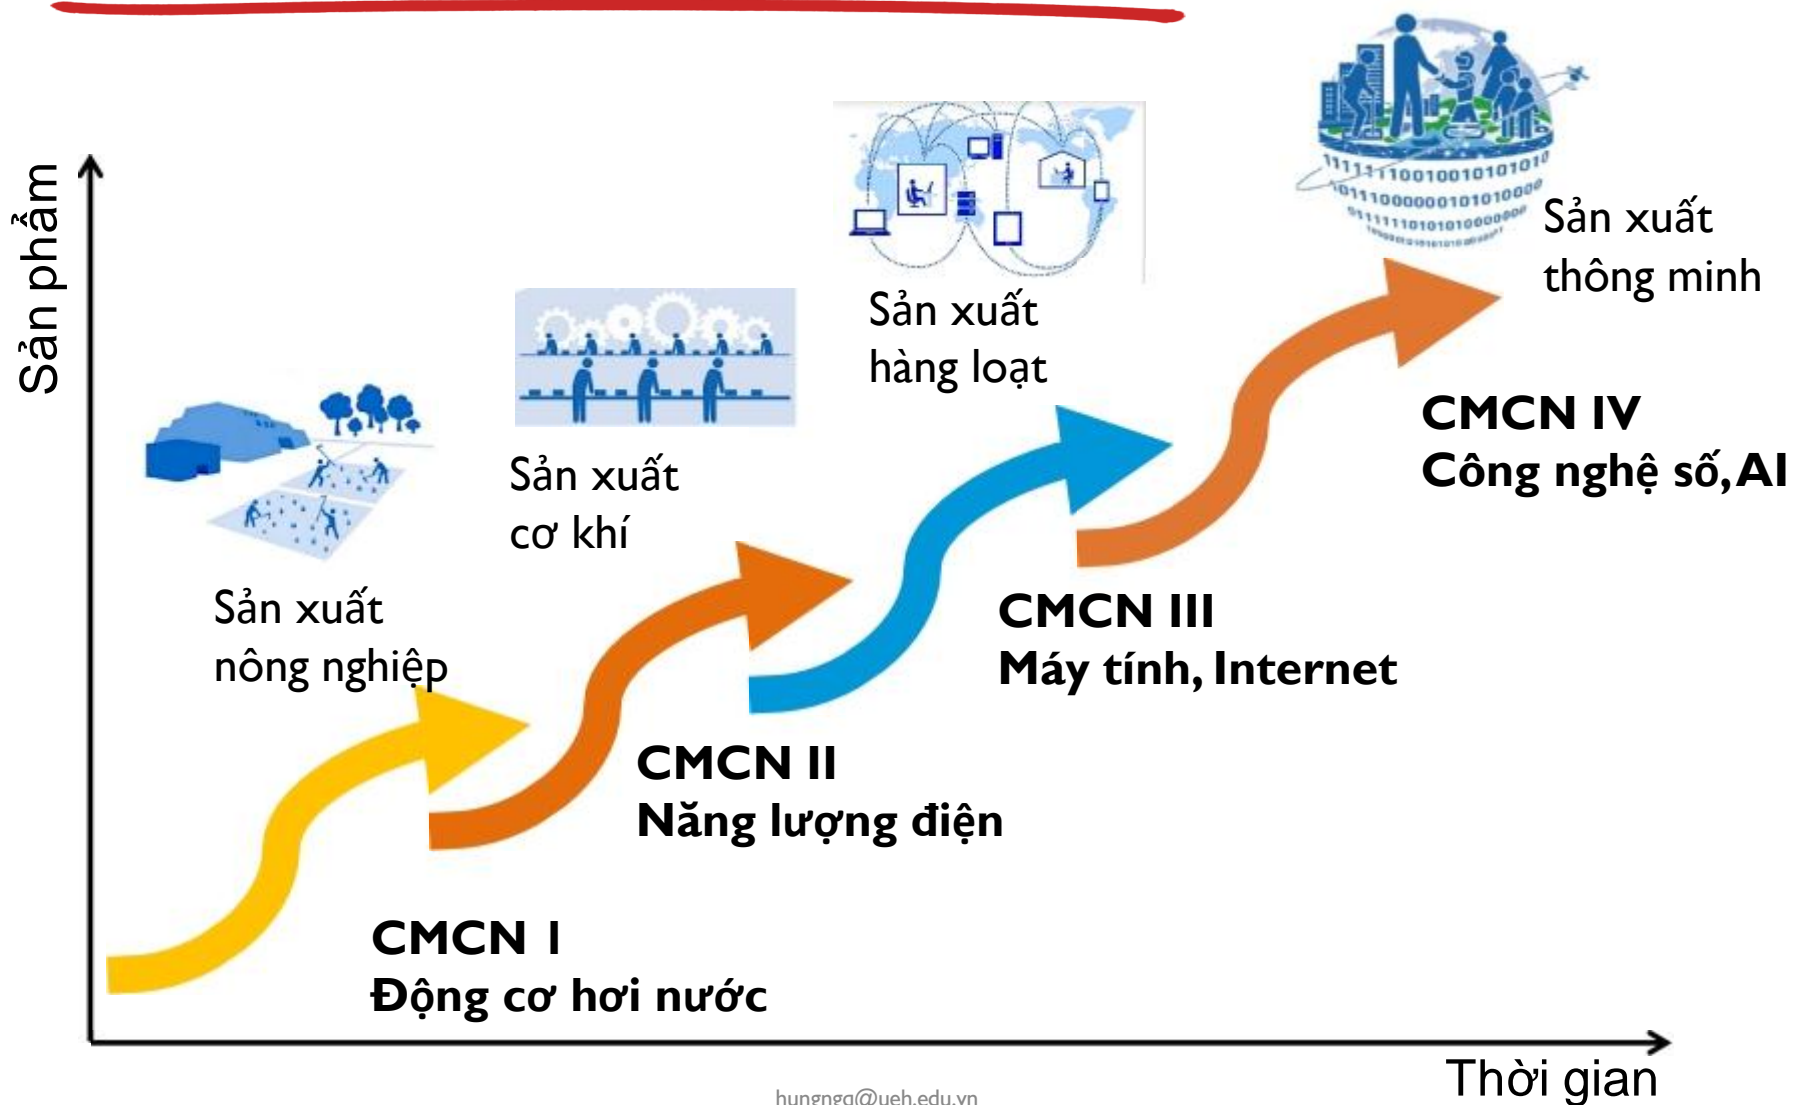 Sản phẩm
Sản xuất
nông nghiệp
Sản xuất
cơ khí
Sản xuất
hàng loạt
Sản xuất
thông minh
CMCN I
Động cơ hơi nước
CMCN II
Năng lượng điện
CMCN III
Máy tính, Internet
CMCN IV
Công nghệ số, AI
Thời gian
hungngq@ueh.edu.vn